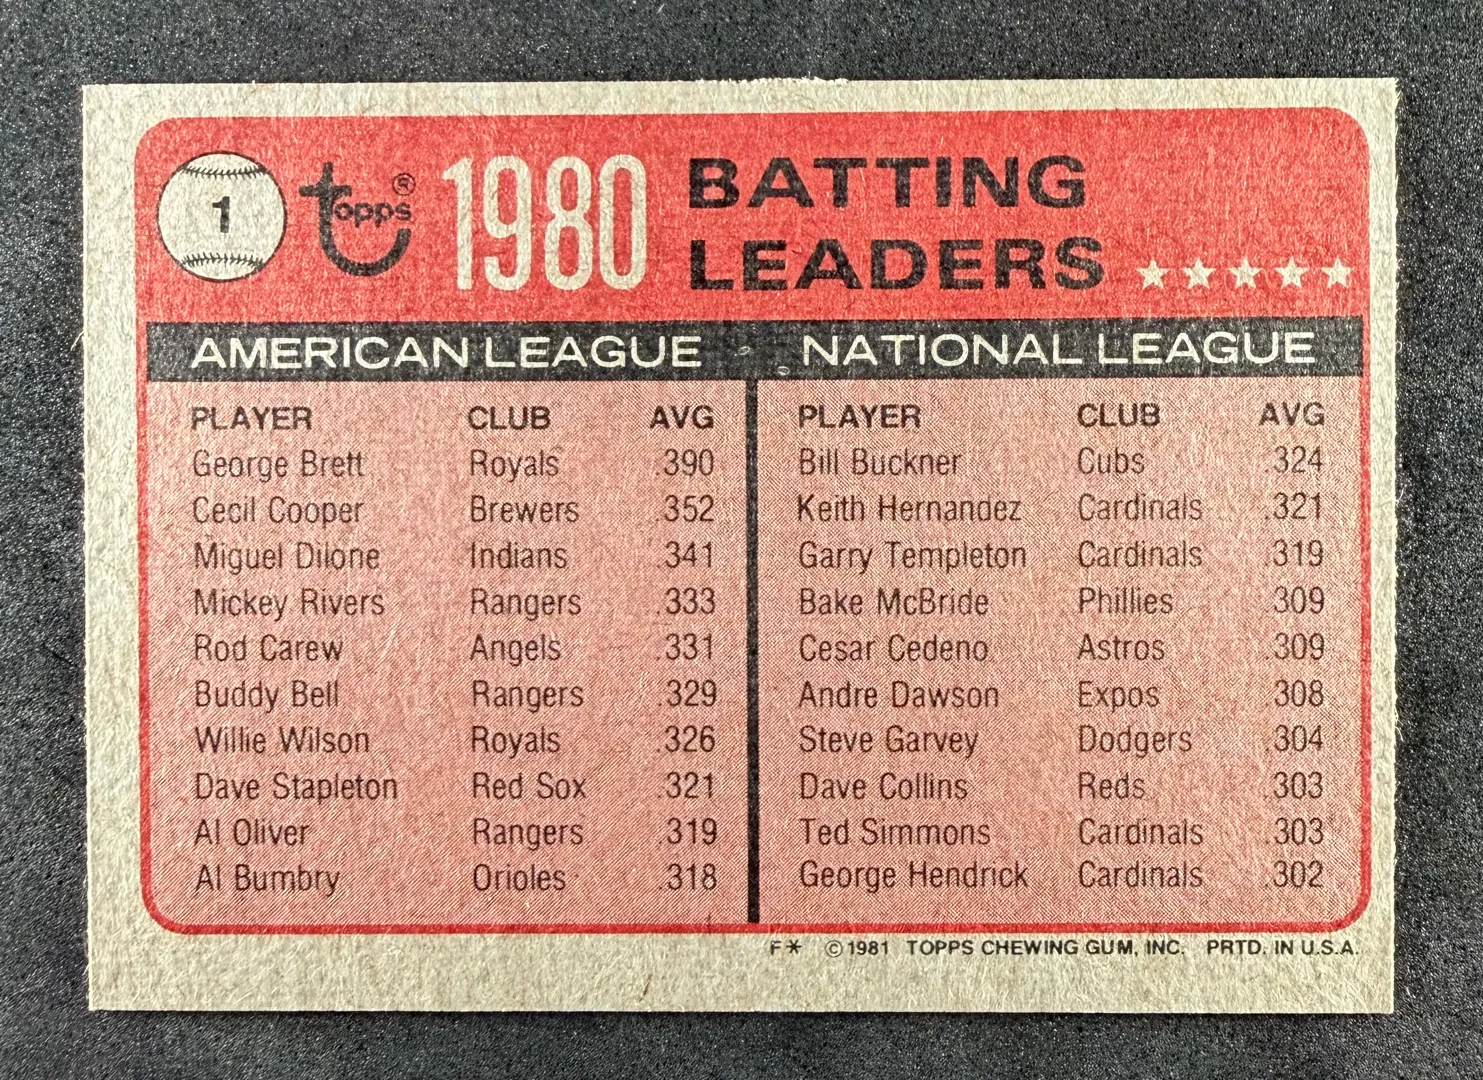 1
topps ®
1980
BATTING
LEADERS
AMERICAN LEAGUE
PLAYER CLUB AVG
George Brett Royals .390
Cecil Cooper Brewers .352
Miguel Dilone Indians .341
Mickey Rivers Rangers .333
Rod Carew Angels .331
Buddy Bell Rangers .329
Willie Wilson Royals .326
Dave Stapleton Red Sox .321
Al Oliver Rangers .319
Al Bumbry Orioles .318
NATIONAL LEAGUE
PLAYER CLUB AVG
Bill Buckner Cubs .324
Keith Hernandez Cardinals .321
Garry Templeton Cardinals .319
Bake McBride Phillies .309
Cesar Cedeno Astros .309
Andre Dawson Expos .308
Steve Garvey Dodgers .304
Dave Collins Reds .303
Ted Simmons Cardinals .303
George Hendrick Cardinals .302
F* © 1981 TOPPS CHEWING GUM, INC. PRTD. IN U.S.A.